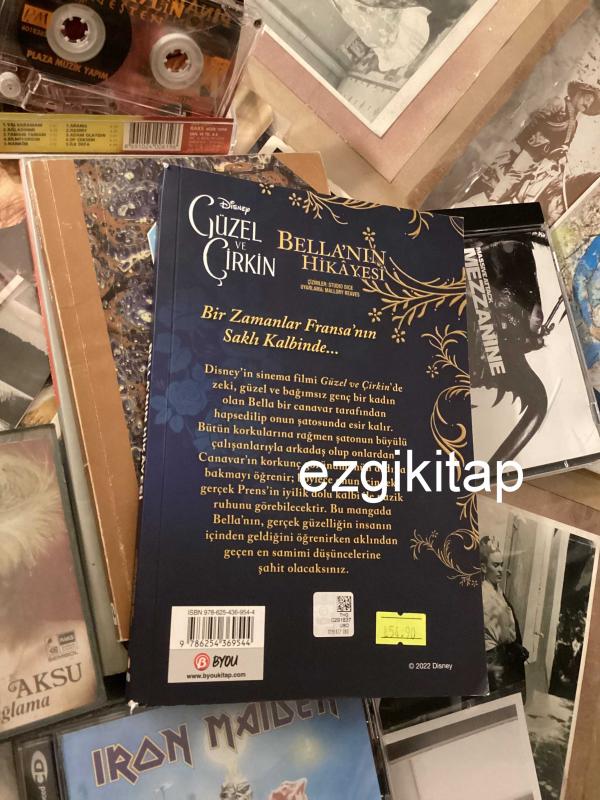 PLAZA MÜZİK YAPIM
Disney
GÜZEL
VE
ÇİRKİN
BELLA'NIN
HİKÂYESİ
ÇİZİMLER: STUDIO DICE
UYARLAMA: MALLORY REAVES
Bir Zamanlar Fransa'nın
Saklı Kalbinde...
Disney'in sinema filmi Güzel ve Çirkin'de
zeki, güzel ve bağımsız genç bir kadın
olan Bella bir canavar tarafından
hapsedilip onun şatosunda esir kalır.
Bütün korkularına rağmen şatonun büyülü
çalışanlarıyla arkadaş olup onlardan
Canavar'ın korkunç
bakmayı öğrenir;
gerçek Prens'in iyilik dolu kalbi
ruhunu görebilecektir. Bu mangada
Bella'nın, gerçek güzelliğin insanın
içinden geldiğini öğrenirken aklından
geçen en samimi düşüncelerine
şahit olacaksınız.
ezgikitap
ISBN 978-625-436-954-4
9 786254 369544
BYOU
www.byoukitap.com
₺54.90
© 2022 Disney
MASSIVE ATTACK
MEZZANINE
AKSU
IRON MAIDEN